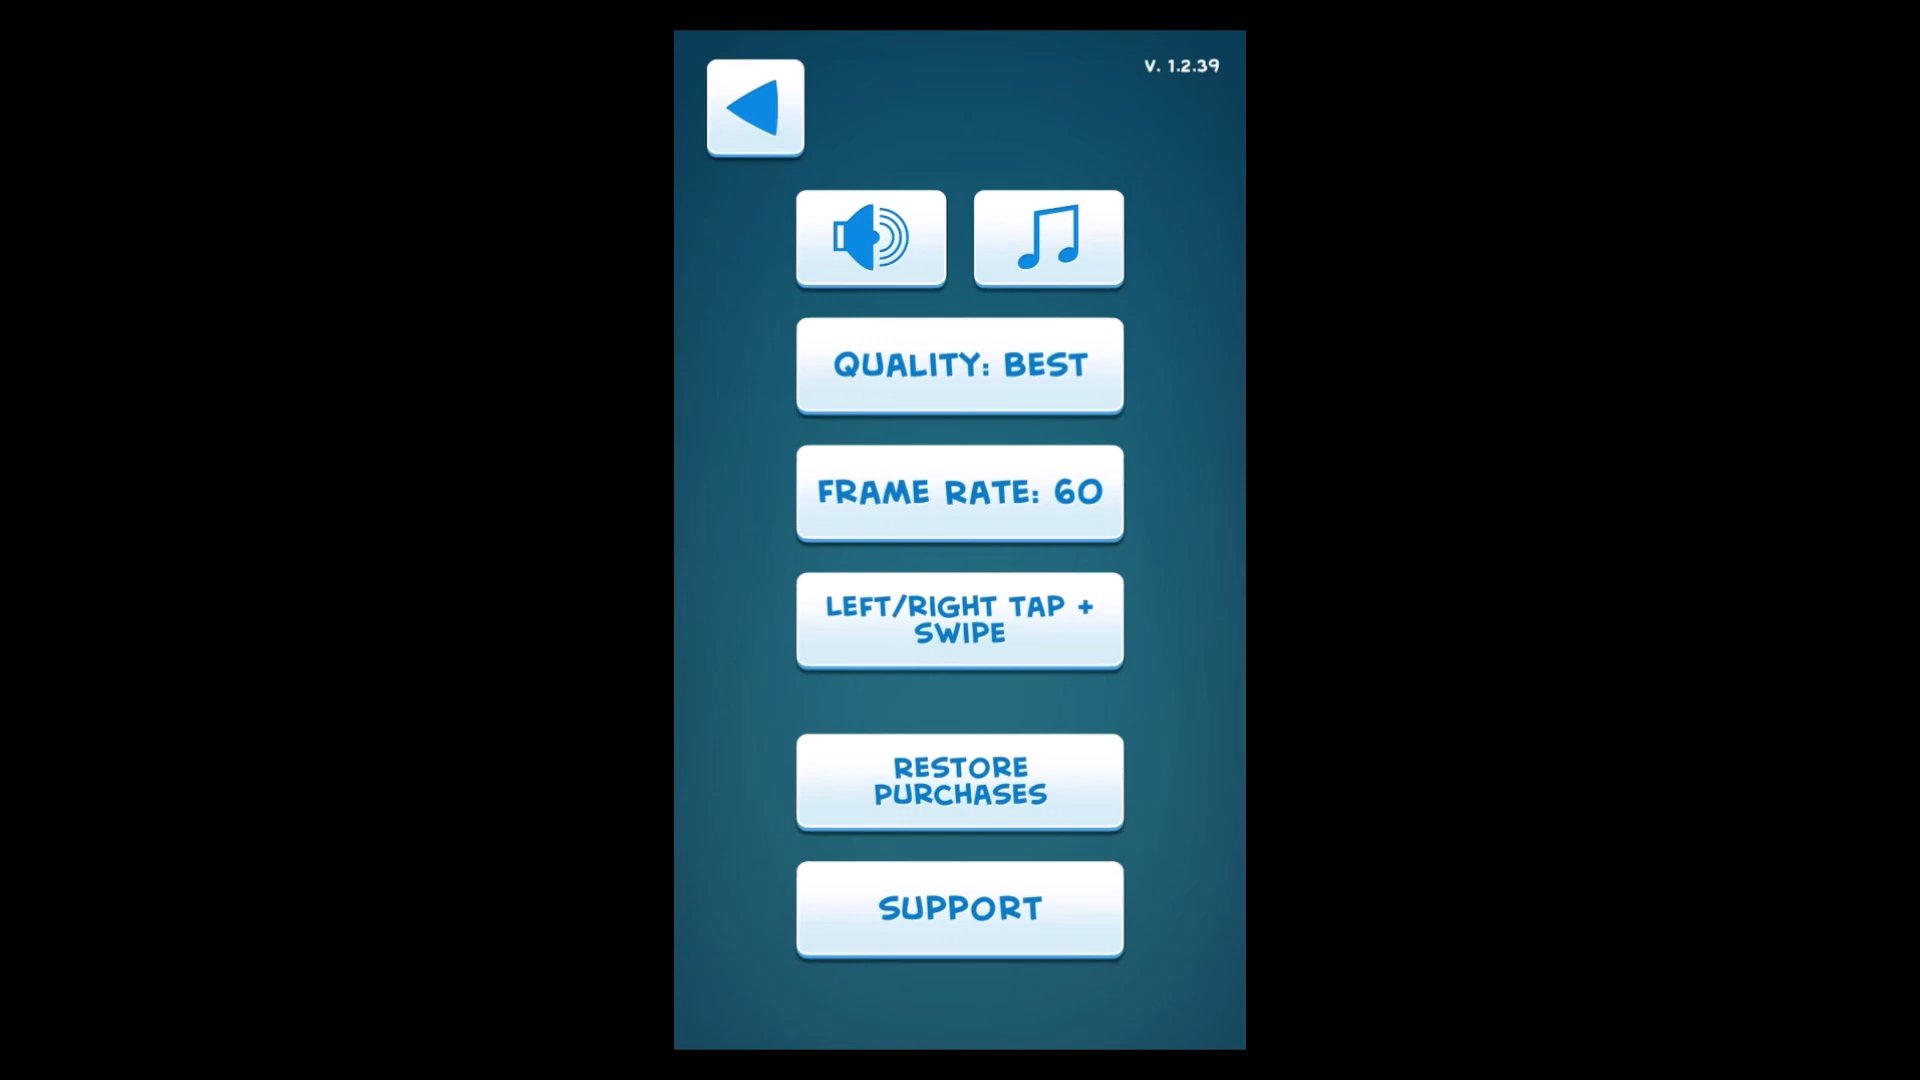 V. 1.2.39
QUALITY: BEST
FRAME RATE: 60
LEFT/RIGHT TAP +
SWIPE
RESTORE
PURCHASES
SUPPORT